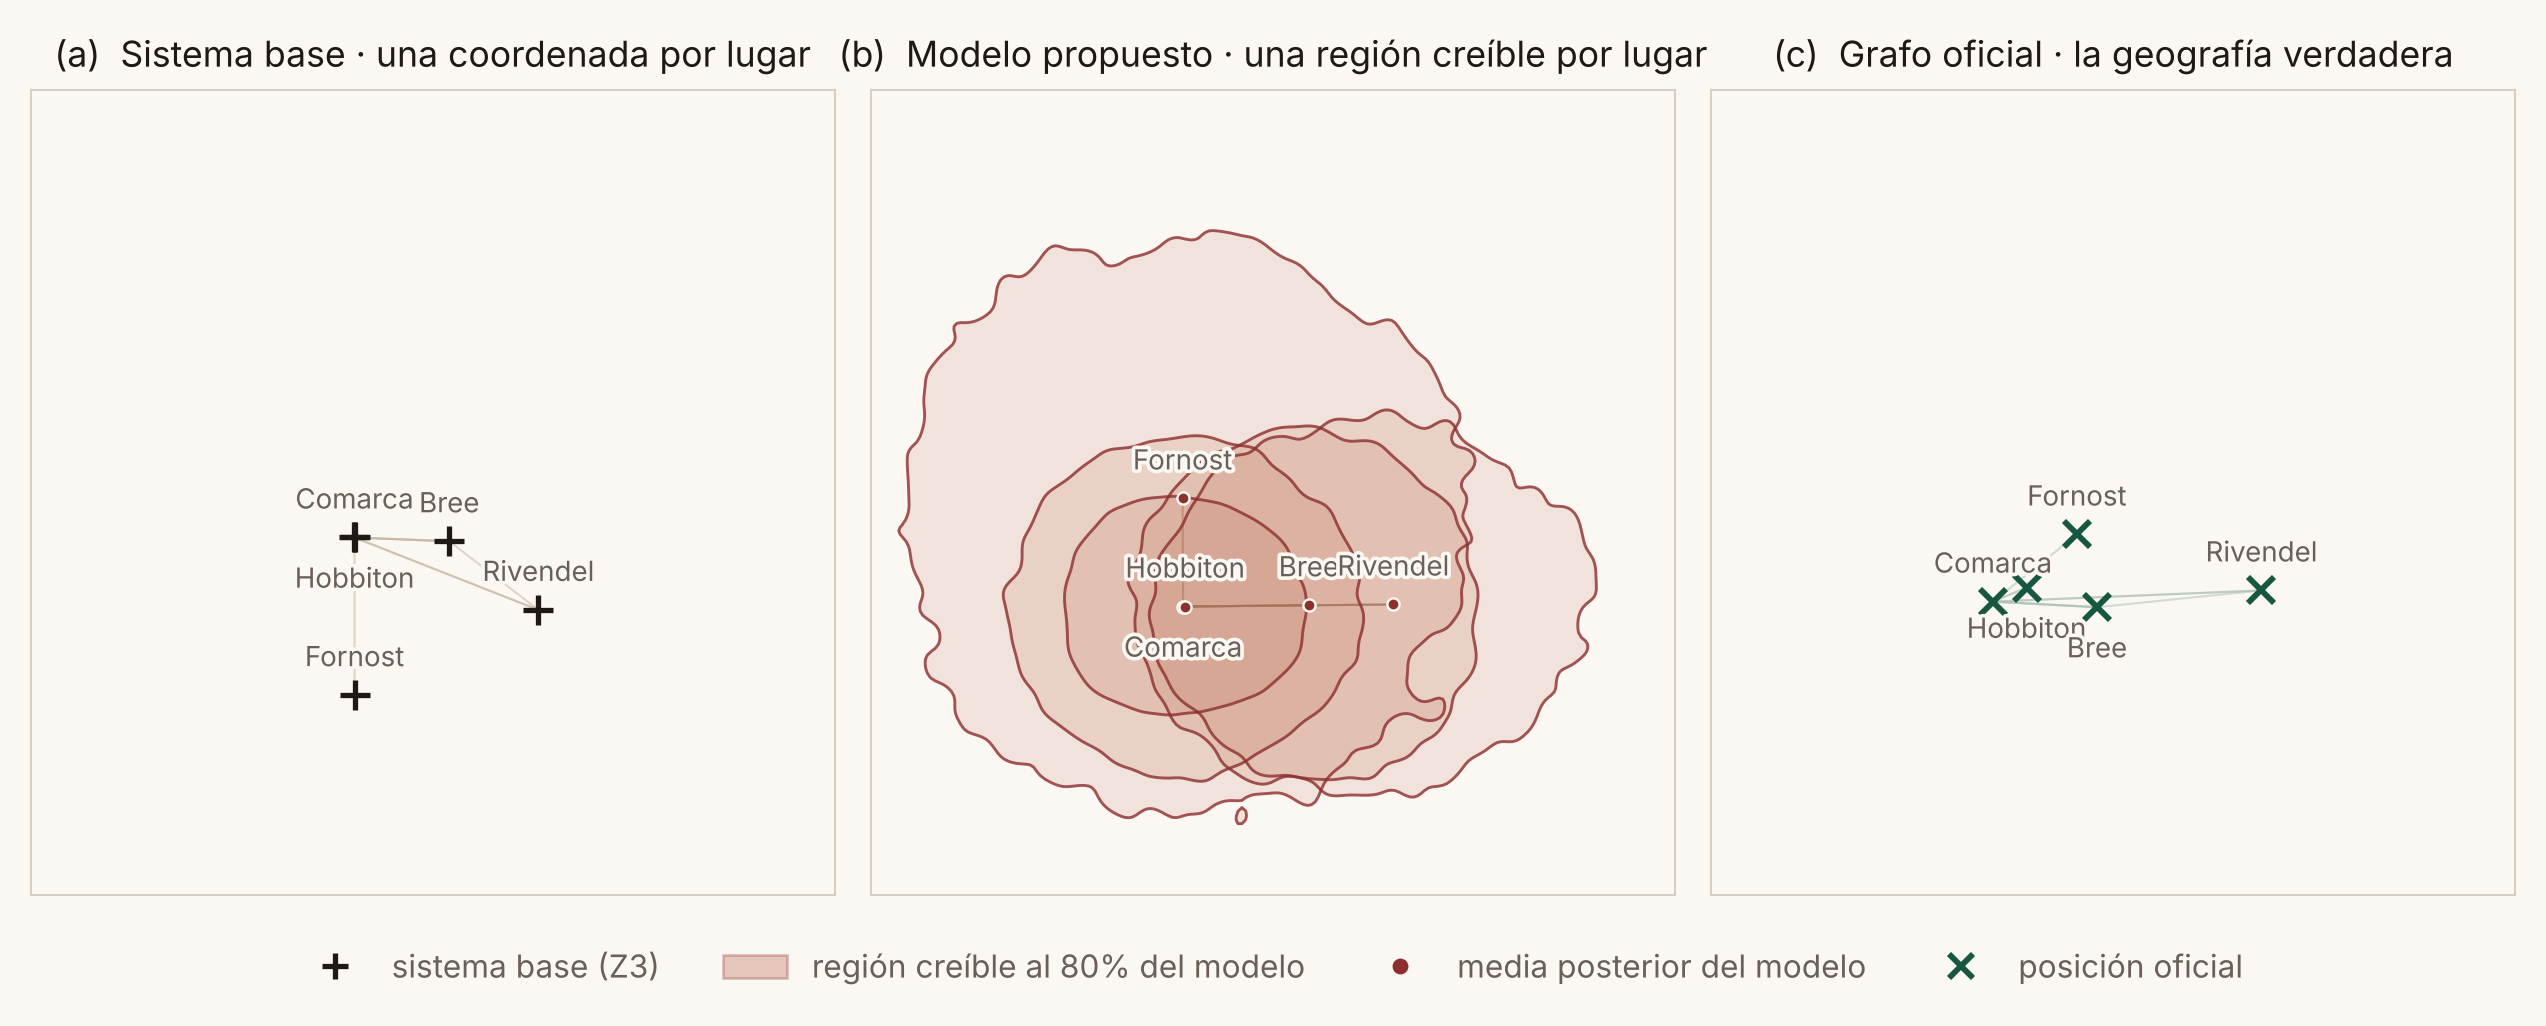 (a) Sistema base · una coordenada por lugar
(b) Modelo propuesto · una región creíble por lugar
(c) Grafo oficial · la geografía verdadera
Comarca
Bree
Hobbiton
Rivendel
Fornost
Fornost
Hobbiton
Bree
Rivendel
Comarca
Fornost
Rivendel
Comarca
Hobbiton
Bree
sistema base (Z3)
región creíble al 80% del modelo
media posterior del modelo
posición oficial